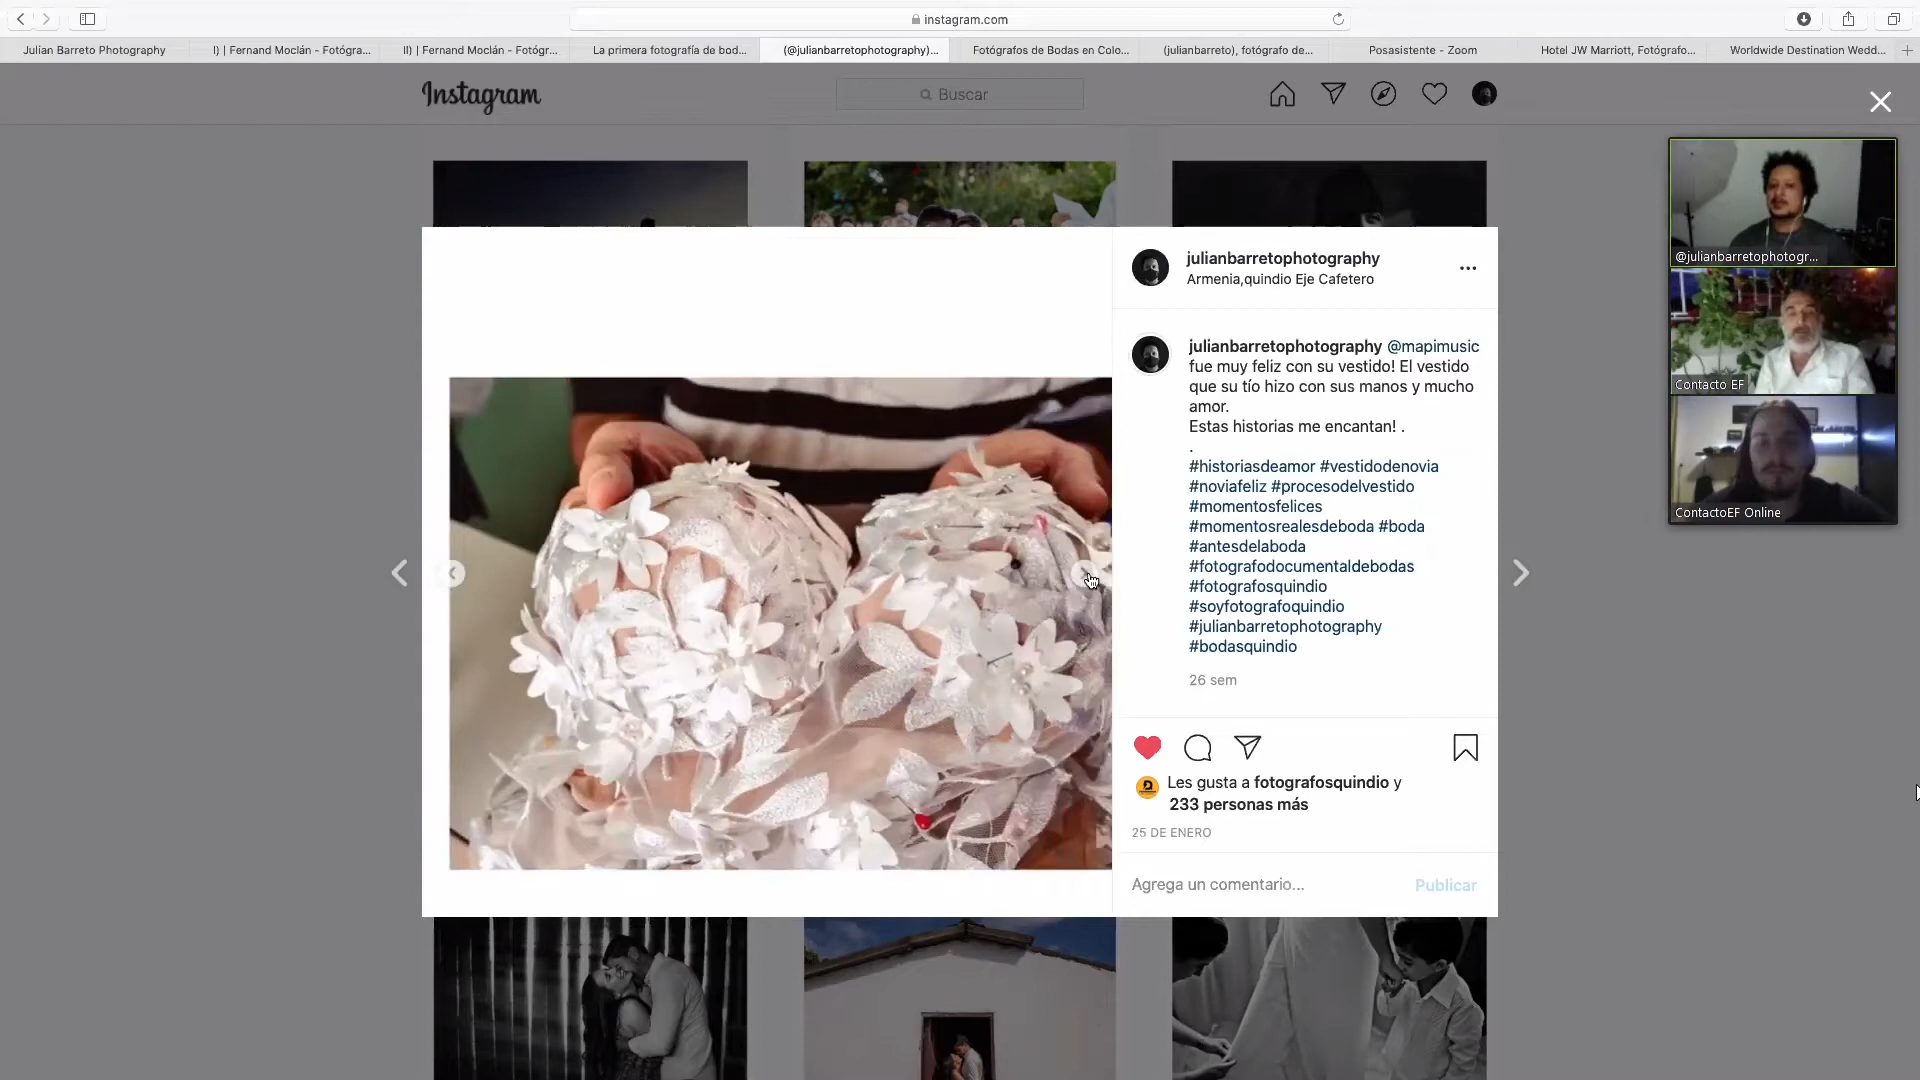 instagram.com
Julian Barreto Photography
I) | Fernand Moclán - Fotógra...
II) | Fernand Moclán - Fotógr...
La primera fotografía de bod...
(@julianbarretophotography)...
Fotógrafos de Bodas en Colo...
(julianbarreto), fotógrafo de...
Posasistente - Zoom
Hotel JW Marriott, Fotógrafo...
Worldwide Destination Wedd...
Instagram
Buscar
@julianbarretophotogr...
Contacto EF
ContactoEF Online
julianbarretophotography
Armenia,quindio Eje Cafetero
julianbarretophotography @mapimusic
fue muy feliz con su vestido! El vestido
que su tío hizo con sus manos y mucho
amor.
Estas historias me encantan! .
.
#historiasdeamor #vestidodenovia
#noviafeliz #procesodelvestido
#momentosfelices
#momentosrealesdeboda #boda
#antesdelaboda
#fotografodocumentaldebodas
#fotografosquindio
#soyfotografoquindio
#julianbarretophotography
#bodasquindio
26 sem
Les gusta a fotografosquindio y
233 personas más
25 DE ENERO
Agrega un comentario...
Publicar